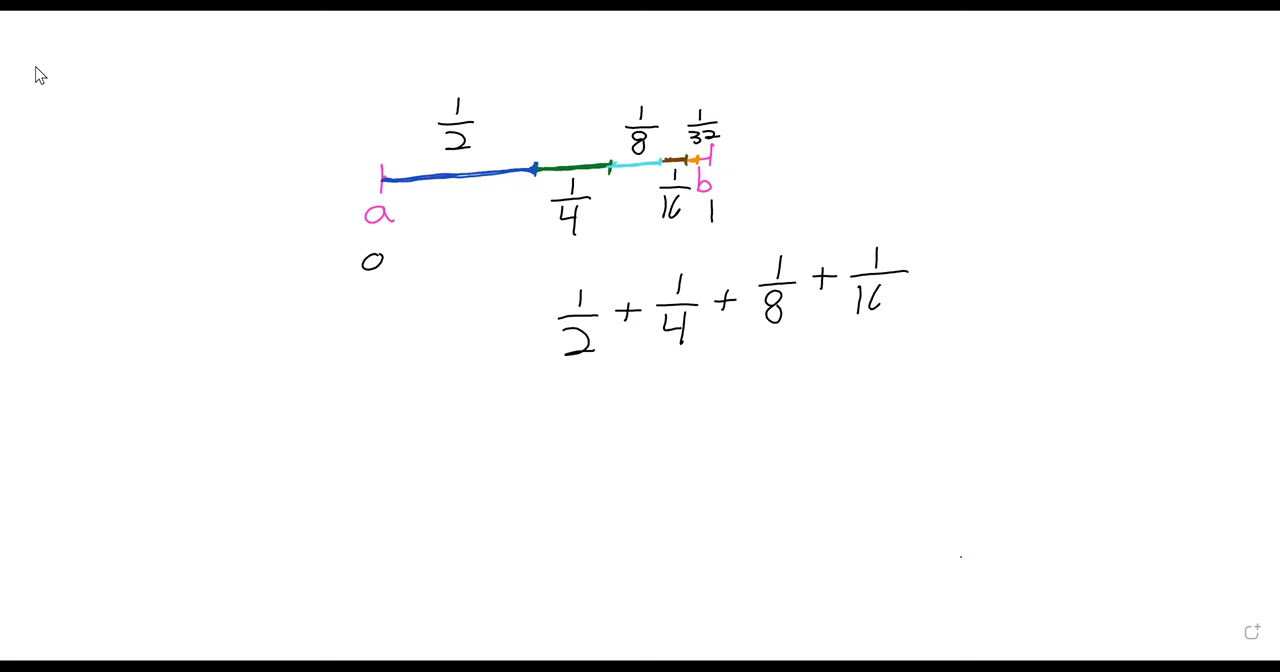 1/2 1/8 1/32
a 1/4 1/16 b
0 1
1/2 + 1/4 + 1/8 + 1/16